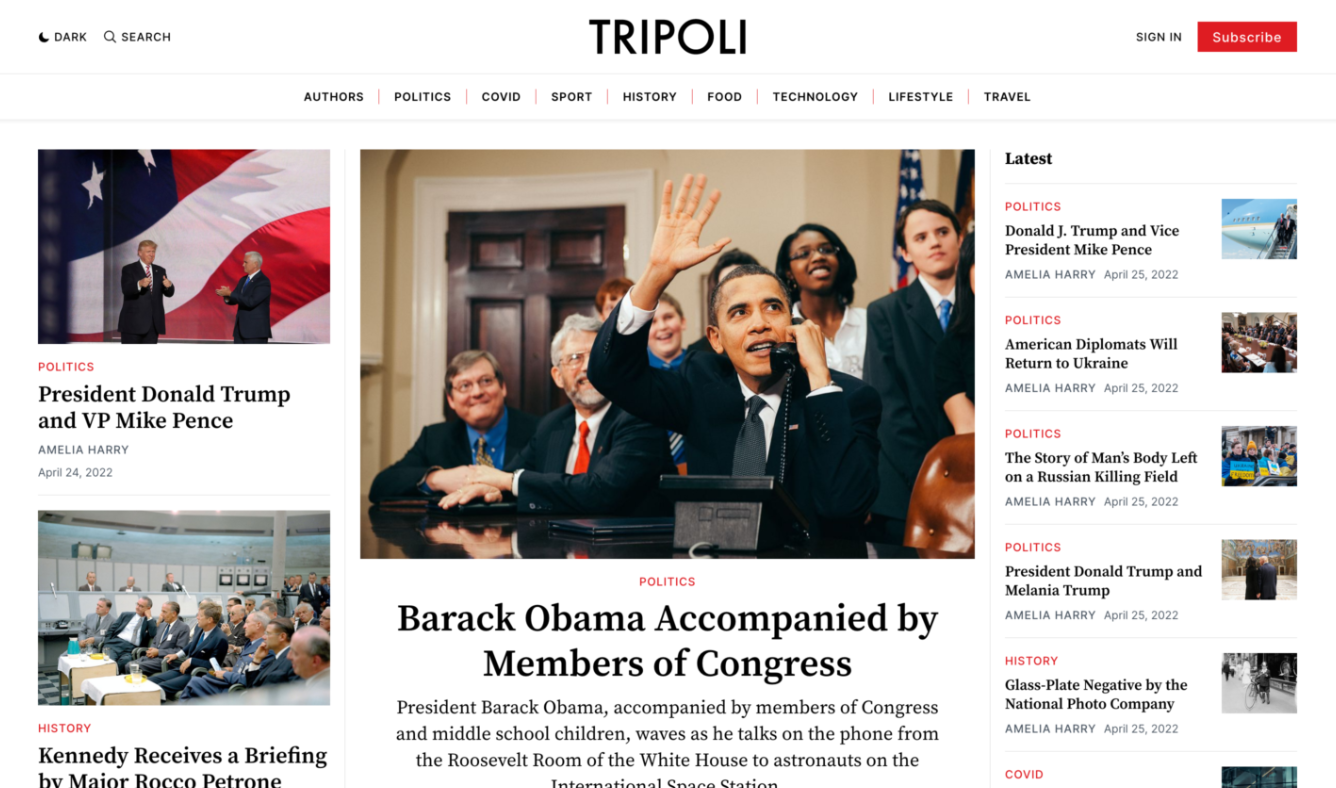 DARK
SEARCH
TRIPOLI
SIGN IN
Subscribe
AUTHORS
POLITICS
COVID
SPORT
HISTORY
FOOD
TECHNOLOGY
LIFESTYLE
TRAVEL
POLITICS
President Donald Trump
and VP Mike Pence
AMELIA HARRY
April 24, 2022
HISTORY
Kennedy Receives a Briefing
by Major Rocco Petrone
POLITICS
Barack Obama Accompanied by
Members of Congress
President Barack Obama, accompanied by members of Congress
and middle school children, waves as he talks on the phone from
the Roosevelt Room of the White House to astronauts on the
International Space Station
Latest
POLITICS
Donald J. Trump and Vice
President Mike Pence
AMELIA HARRY April 25, 2022
POLITICS
American Diplomats Will
Return to Ukraine
AMELIA HARRY April 25, 2022
POLITICS
The Story of Man’s Body Left
on a Russian Killing Field
AMELIA HARRY April 25, 2022
POLITICS
President Donald Trump and
Melania Trump
AMELIA HARRY April 25, 2022
HISTORY
Glass-Plate Negative by the
National Photo Company
AMELIA HARRY April 25, 2022
COVID